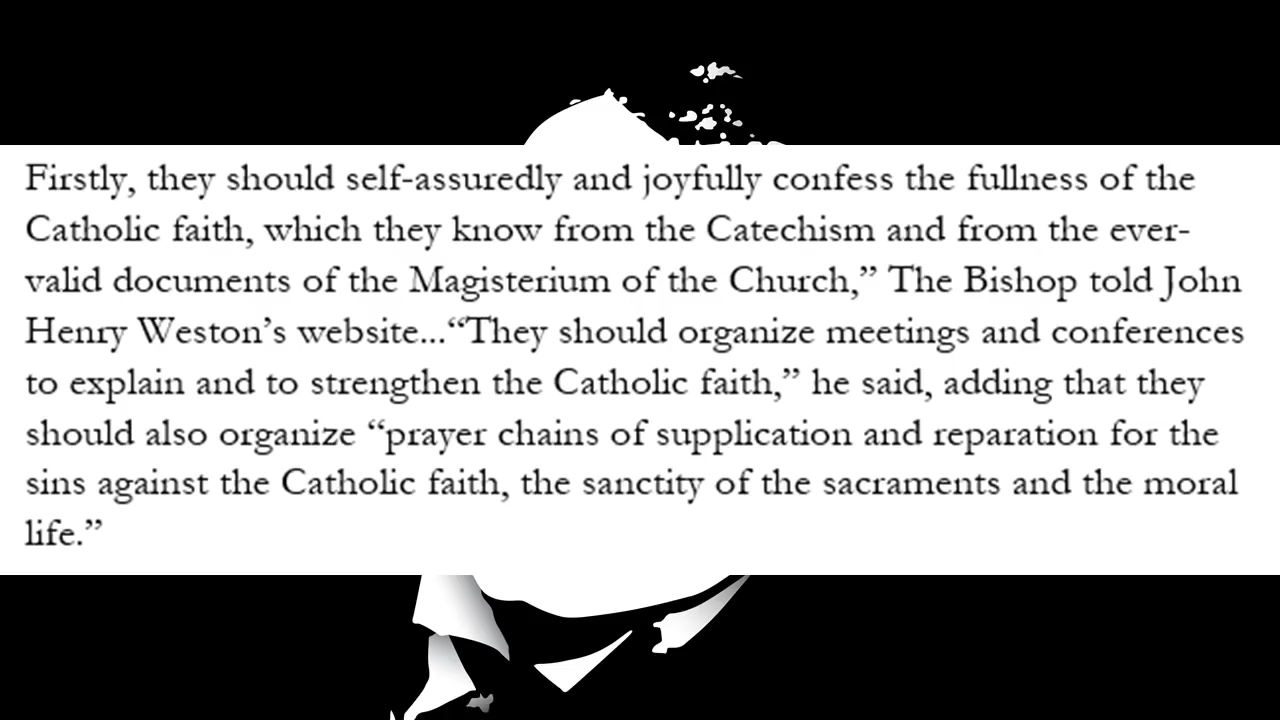 Firstly, they should self-assuredly and joyfully confess the fullness of the
Catholic faith, which they know from the Catechism and from the ever-
valid documents of the Magisterium of the Church,” The Bishop told John
Henry Weston’s website...“They should organize meetings and conferences
to explain and to strengthen the Catholic faith,” he said, adding that they
should also organize “prayer chains of supplication and reparation for the
sins against the Catholic faith, the sanctity of the sacraments and the moral
life.”